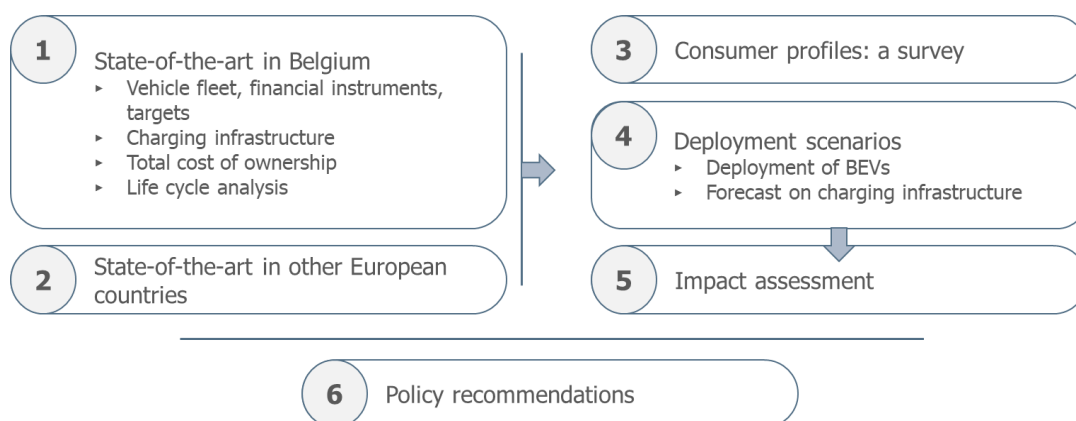 1
State-of-the-art in Belgium
▸ Vehicle fleet, financial instruments,
targets
▸ Charging infrastructure
▸ Total cost of ownership
▸ Life cycle analysis
2
State-of-the-art in other European
countries
3
Consumer profiles: a survey
4
Deployment scenarios
▸ Deployment of BEVs
▸ Forecast on charging infrastructure
5
Impact assessment
6
Policy recommendations